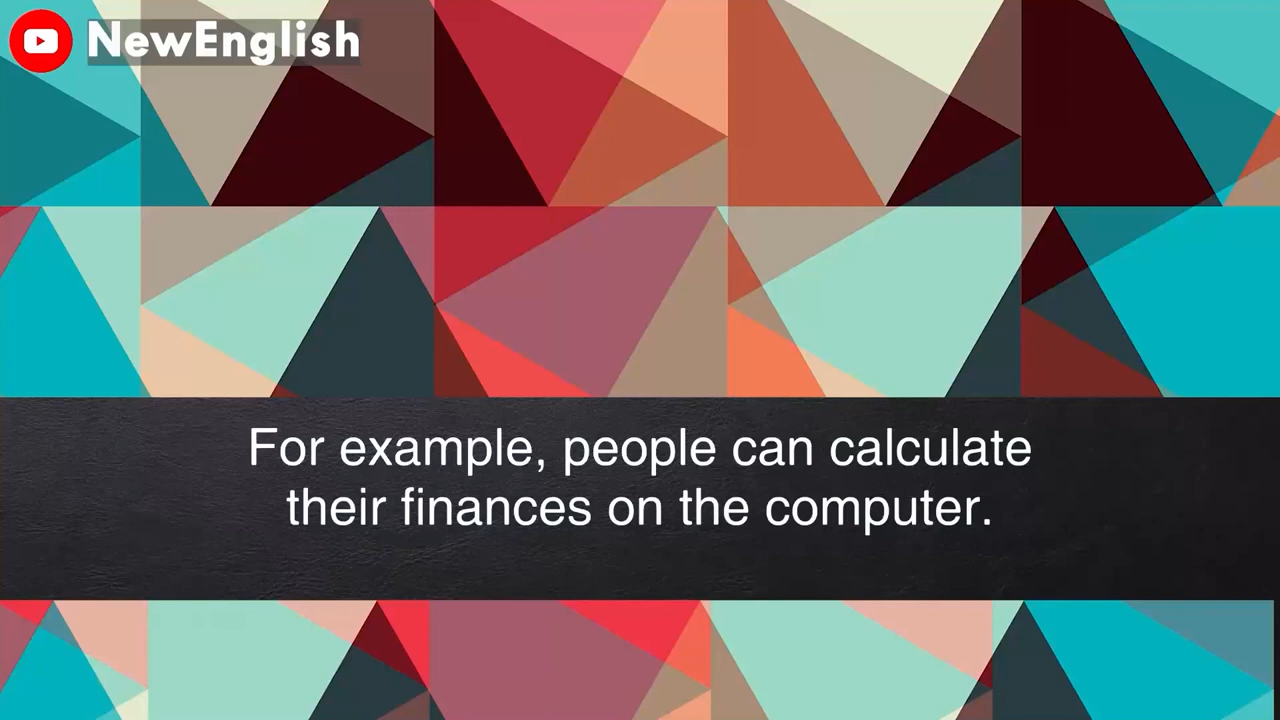 NewEnglish
For example, people can calculate
their finances on the computer.